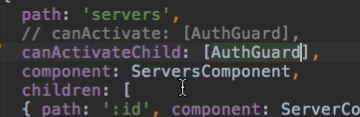 path: 'servers',
// canActivate: [AuthGuard],
canActivateChild: [AuthGuard],
component: ServersComponent,
children: [
{ path: ':id', component: ServerCo